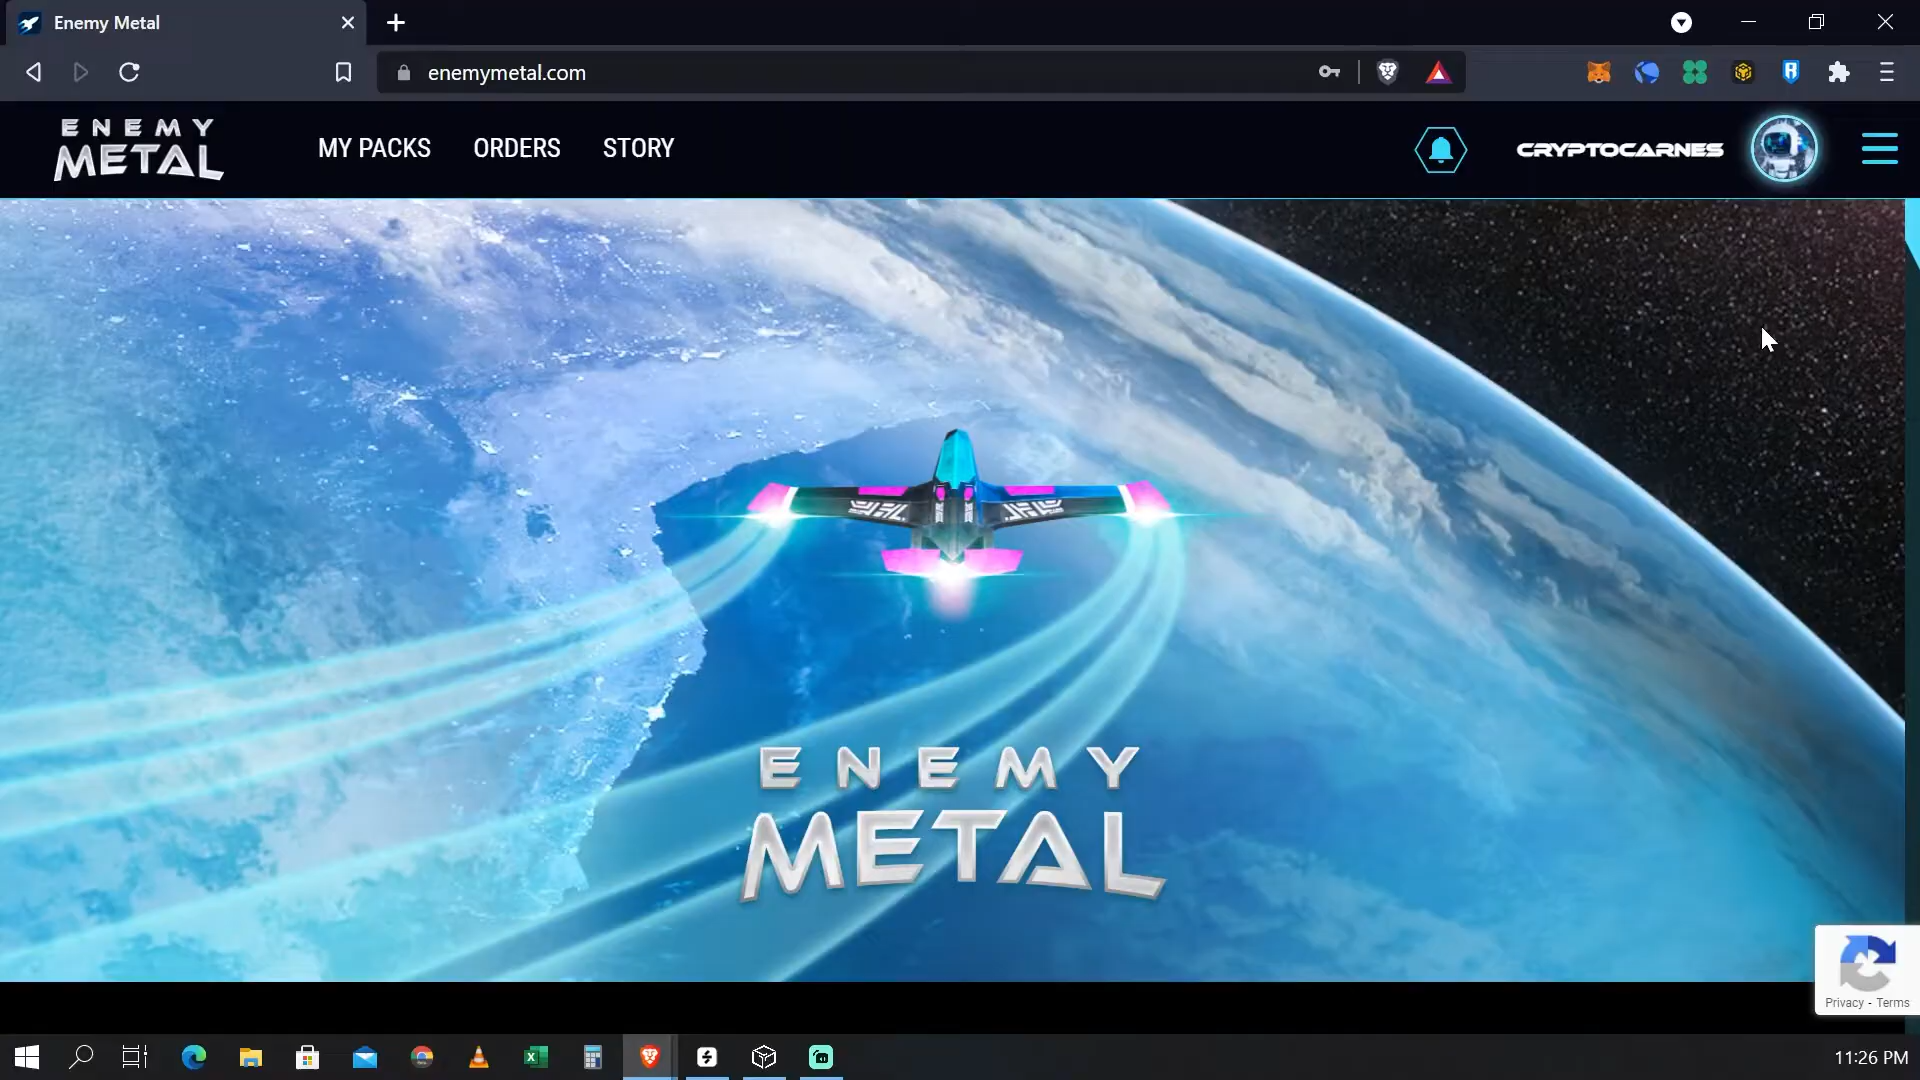 Enemy Metal
enemymetal.com
ENEMY
METAL
MY PACKS
ORDERS
STORY
CRYPTOCARNES
ENEMY
METAL
Privacy - Terms
11:26 PM